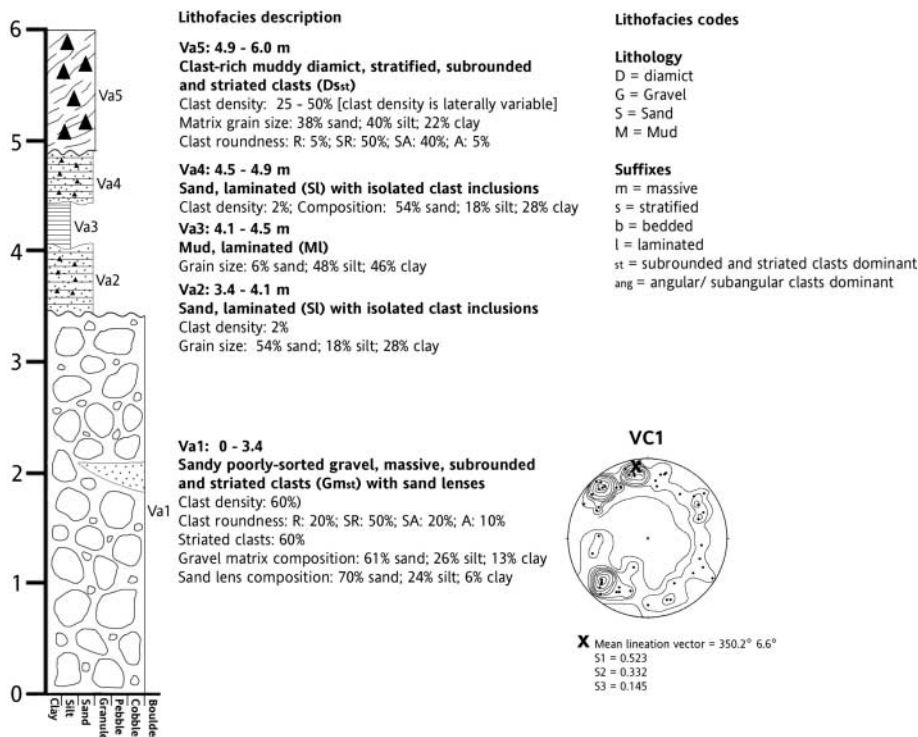 Lithofacies description
Va5: 4.9 - 6.0 m
Clast-rich muddy diamict, stratified, subrounded
and striated clasts (Dsst)
Clast density: 25 - 50% [clast density is laterally variable]
Matrix grain size: 38% sand; 40% silt; 22% clay
Clast roundness: R: 5%; SR: 50%; SA: 40%; A: 5%
Va4: 4.5 - 4.9 m
Sand, laminated (Sl) with isolated clast inclusions
Clast density: 2%; Composition: 54% sand; 18% silt; 28% clay
Va3: 4.1 - 4.5 m
Mud, laminated (Ml)
Grain size: 6% sand; 48% silt; 46% clay
Va2: 3.4 - 4.1 m
Sand, laminated (Sl) with isolated clast inclusions
Clast density: 2%
Grain size: 54% sand; 18% silt; 28% clay
Va1: 0 - 3.4
Sandy poorly-sorted gravel, massive, subrounded
and striated clasts (Gmst) with sand lenses
Clast density: 60%)
Clast roundness: R: 20%; SR: 50%; SA: 20%; A: 10%
Striated clasts: 60%
Gravel matrix composition: 61% sand; 26% silt; 13% clay
Sand lens composition: 70% sand; 24% silt; 6% clay
Lithofacies codes
Lithology
D = diamict
G = Gravel
S = Sand
M = Mud
Suffixes
m = massive
s = stratified
b = bedded
l = laminated
st = subrounded and striated clasts dominant
ang = angular/ subangular clasts dominant
6
5
4
3
2
1
0
Va5
Va4
Va3
Va2
Va1
Clay
Silt
Sand
Granule
Pebble
Cobble
Boulde
VC1
X
X Mean lineation vector = 350.2° 6.6°
S1 = 0.523
S2 = 0.332
S3 = 0.145